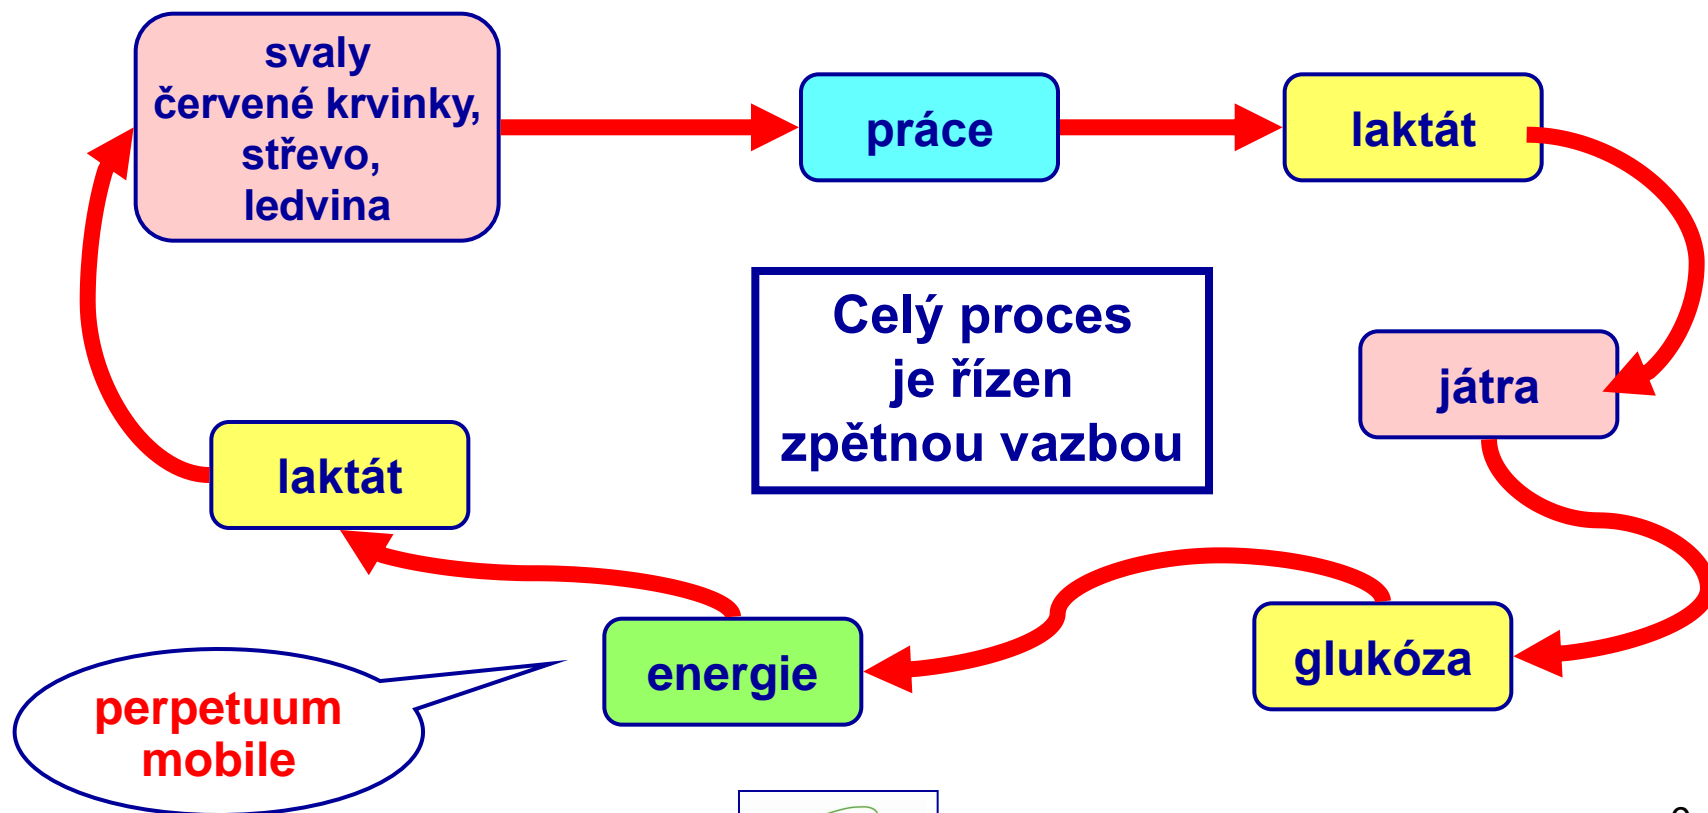 svaly
červené krvinky,
střevo,
ledvina
práce
laktát
Celý proces
je řízen
zpětnou vazbou
játra
laktát
energie
glukóza
perpetuum
mobile